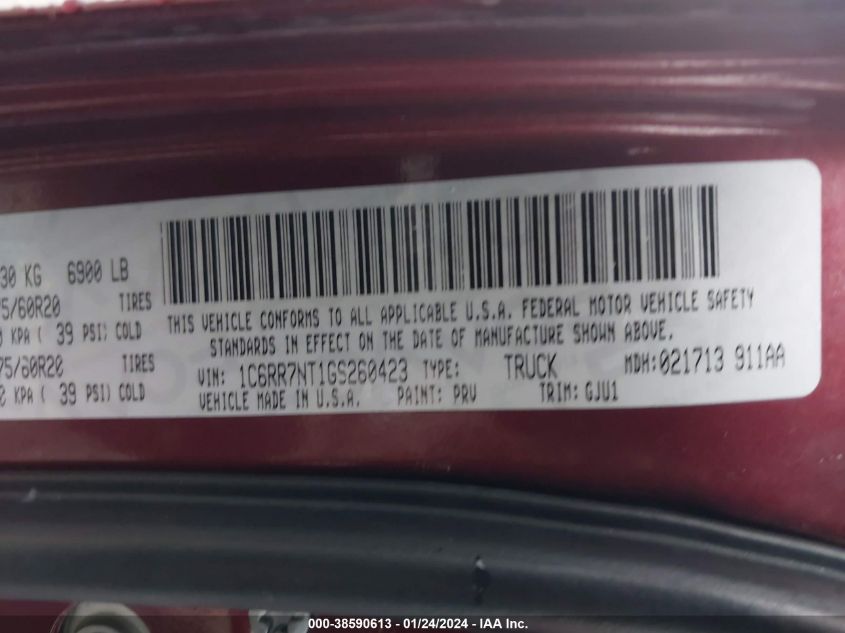 30 KG 6900 LB
5/60R20 TIRES
KPA ( 39 PSI) COLD
75/60R20 TIRES
0 KPA ( 39 PSI) COLD
THIS VEHICLE CONFORMS TO ALL APPLICABLE U.S.A. FEDERAL MOTOR VEHICLE SAFETY
STANDARDS IN EFFECT ON THE DATE OF MANUFACTURE SHOWN ABOVE.
VIN: 1C6RR7NT1GS260423 TYPE: TRUCK MDH:021713 911AA
VEHICLE MADE IN U.S.A. PAINT: PRV TRIM: GJU1
000-38590613 - 01/24/2024 - IAA Inc.